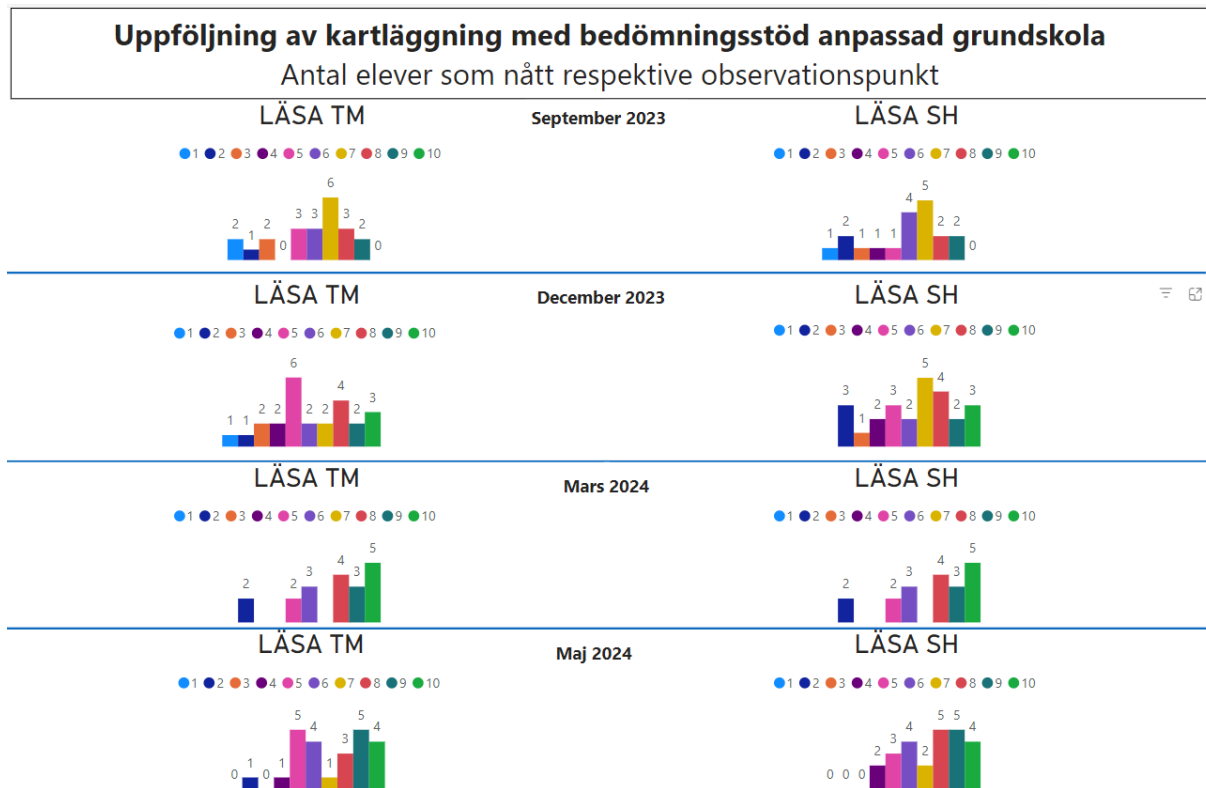 Uppföljning av kartläggning med bedömningsstöd anpassad grundskola
Antal elever som nått respektive observationspunkt
LÄSA TM
September 2023
LÄSA SH
1 2 3 4 5 6 7 8 9 10
1 2 3 4 5 6 7 8 9 10
2 1 2 0 3 3 6 3 2 0
1 2 1 1 1 4 5 2 2 0
LÄSA TM
December 2023
LÄSA SH
1 2 3 4 5 6 7 8 9 10
1 2 3 4 5 6 7 8 9 10
1 1 2 2 6 2 2 4 2 3
3 1 2 3 2 5 4 2 3
LÄSA TM
Mars 2024
LÄSA SH
1 2 3 4 5 6 7 8 9 10
1 2 3 4 5 6 7 8 9 10
2 2 3 4 3 5
2 2 3 4 3 5
LÄSA TM
Maj 2024
LÄSA SH
1 2 3 4 5 6 7 8 9 10
1 2 3 4 5 6 7 8 9 10
0 1 0 1 5 4 1 3 5 4
0 0 0 2 3 4 2 5 5 4